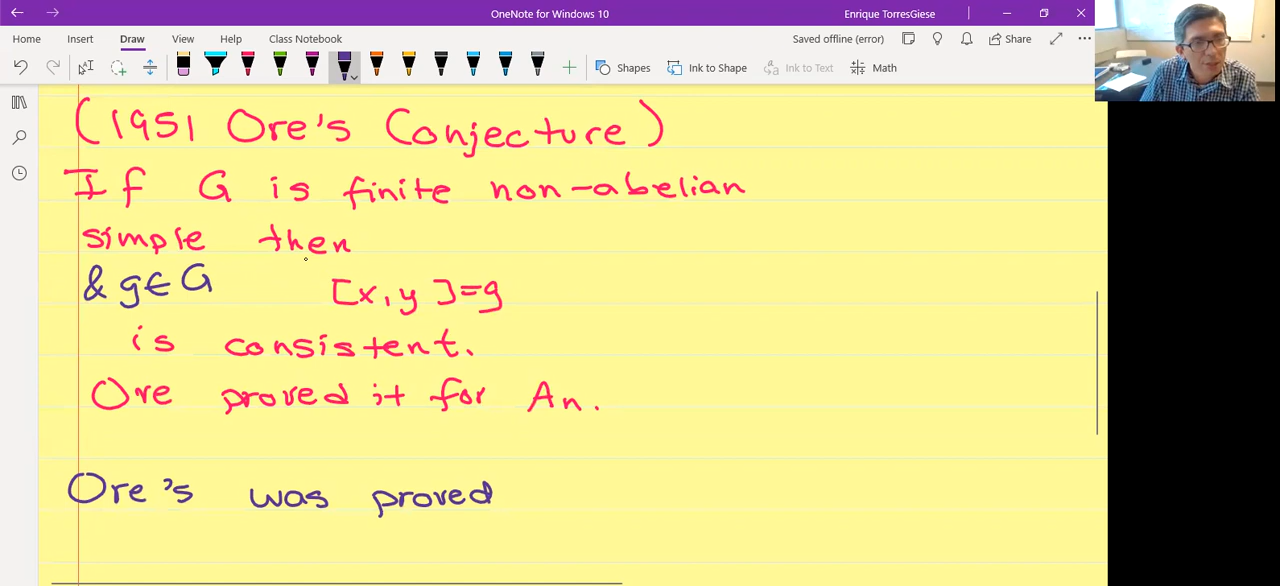 OneNote for Windows 10
Enrique TorresGiese
Home Insert Draw View Help Class Notebook
Saved offline (error)
Share
Shapes
Ink to Shape
Ink to Text
Math
(1951 Ore's Conjecture)
If G is finite non-abelian
simple then
& g∈G [x,y]=g
is consistent.
Ore proved it for An.
Ore's was proved